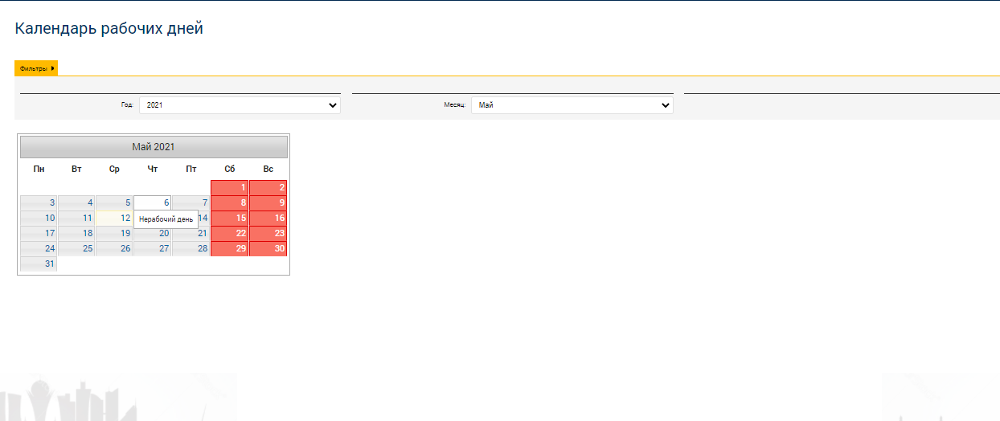 Календарь рабочих дней
Фильтры
Год: 2021 Месяц: Май
Май 2021
Пн Вт Ср Чт Пт Сб Вс
1 2
3 4 5 6 7 8 9
10 11 12 Нерабочий день 14 15 16
17 18 19 20 21 22 23
24 25 26 27 28 29 30
31